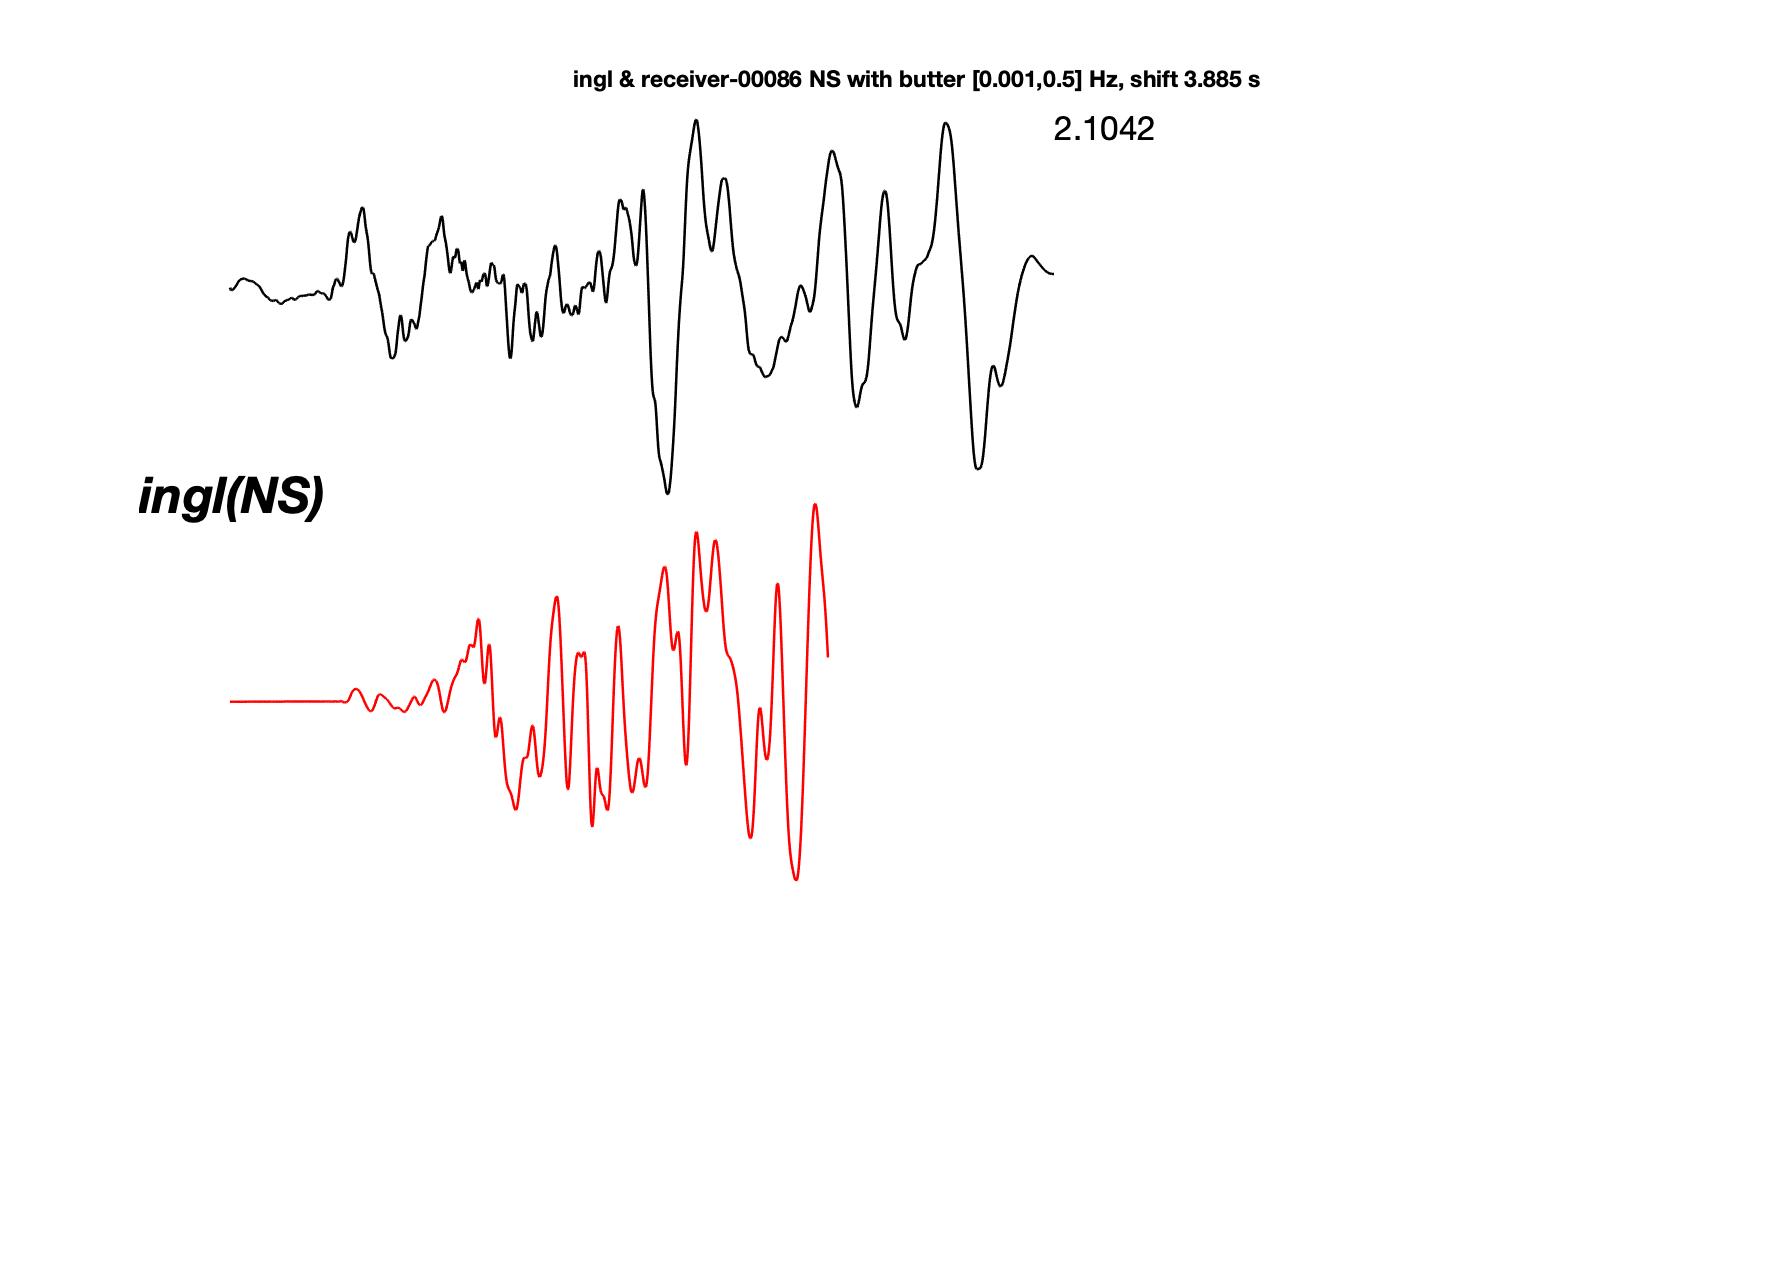 ingl & receiver-00086 NS with butter [0.001,0.5] Hz, shift 3.885 s
2.1042
ingl(NS)